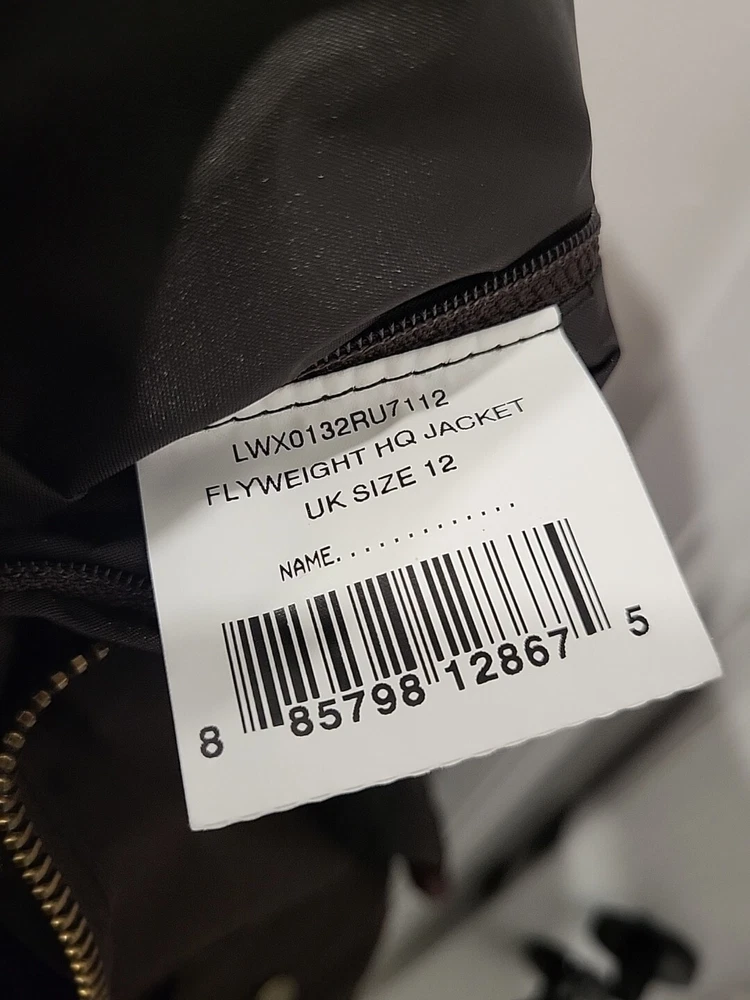 LWX0132RU7112
FLYWEIGHT HQ JACKET
UK SIZE 12
NAME..............
8 85798 12867 5